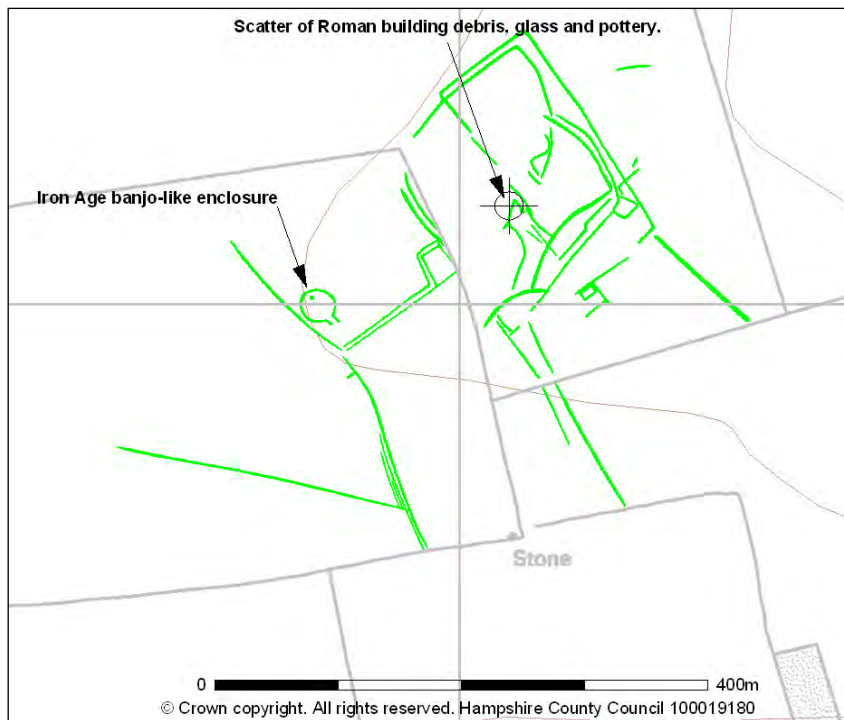 Scatter of Roman building debris, glass and pottery.
Iron Age banjo-like enclosure
Stone
0 400m
© Crown copyright. All rights reserved. Hampshire County Council 100019180